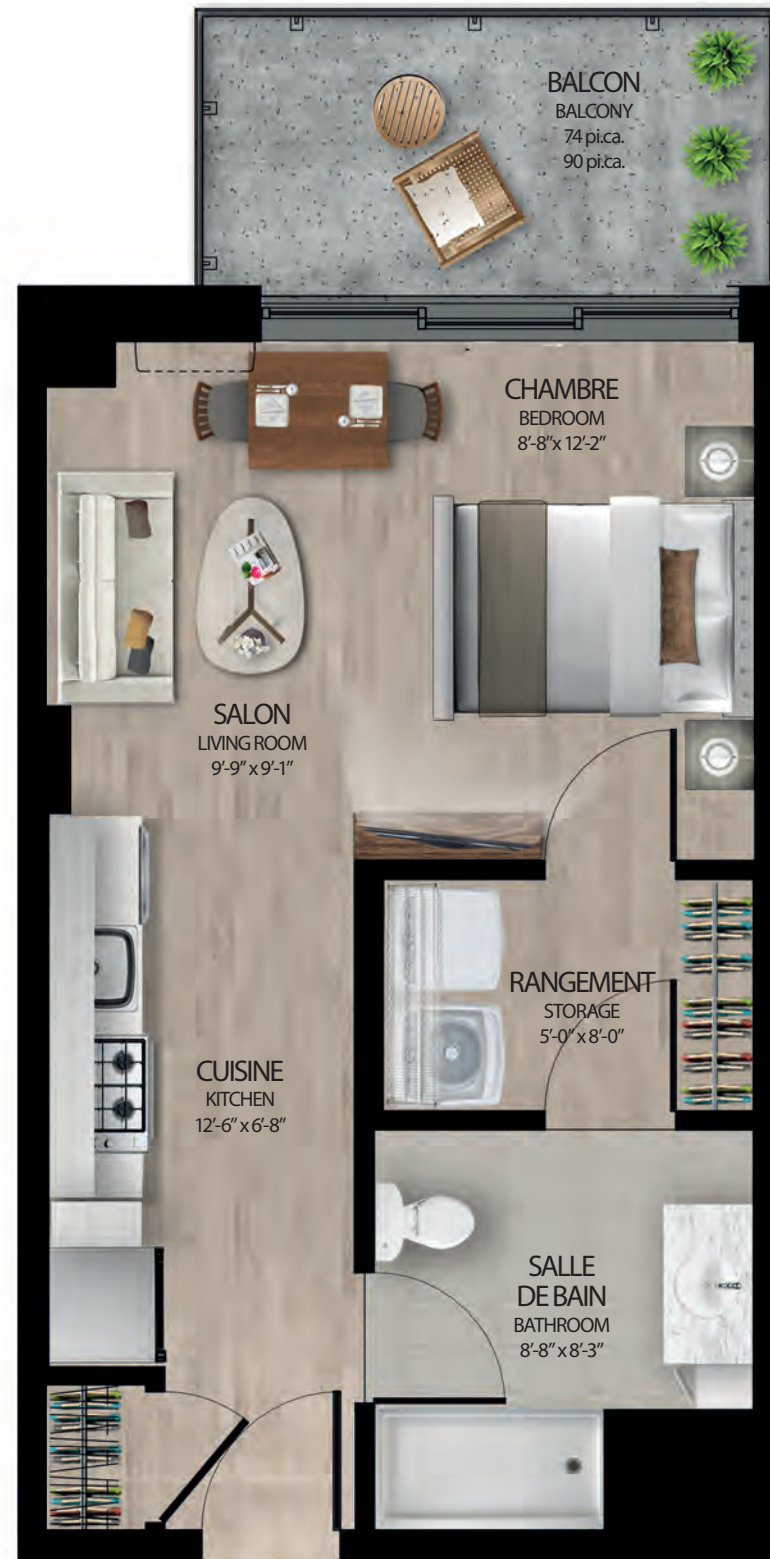 BALCON
BALCONY
74 pi.ca.
90 pi.ca.
CHAMBRE
BEDROOM
8'-8" x 12'-2"
SALON
LIVING ROOM
9'-9" x 9'-1"
RANGEMENT
STORAGE
5'-0" x 8'-0"
CUISINE
KITCHEN
12'-6" x 6'-8"
SALLE
DE BAIN
BATHROOM
8'-8" x 8'-3"